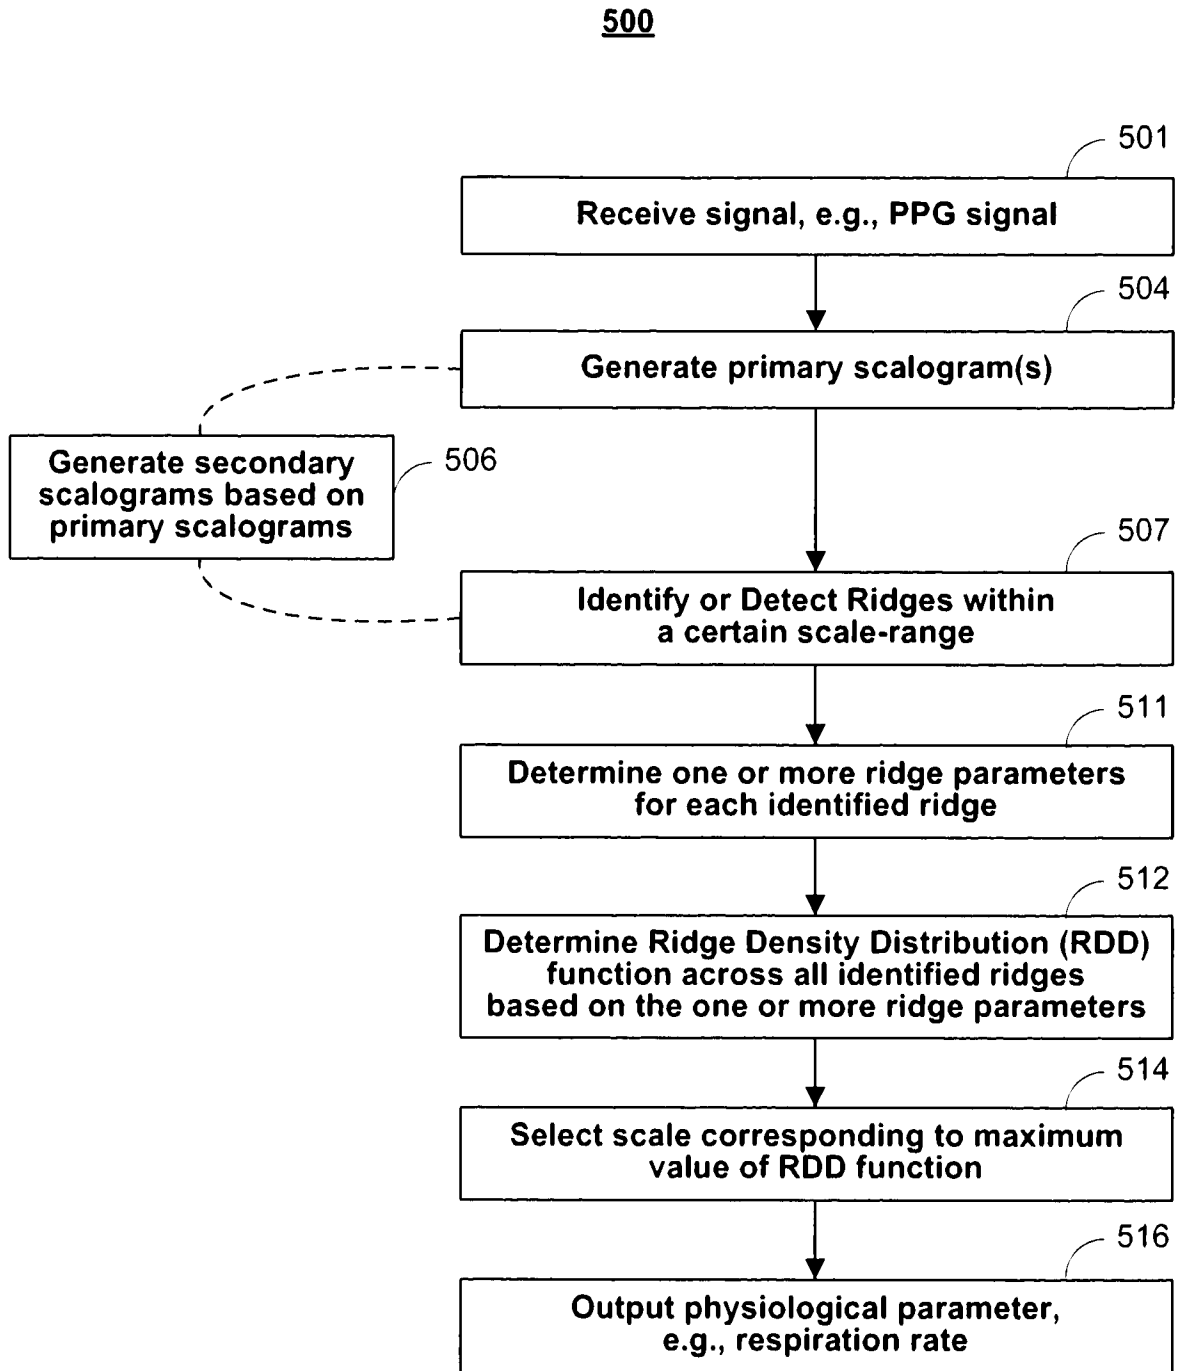 500
501
Receive signal, e.g., PPG signal
504
Generate primary scalogram(s)
Generate secondary
scalograms based on
primary scalograms
506
507
Identify or Detect Ridges within
a certain scale-range
511
Determine one or more ridge parameters
for each identified ridge
512
Determine Ridge Density Distribution (RDD)
function across all identified ridges
based on the one or more ridge parameters
514
Select scale corresponding to maximum
value of RDD function
516
Output physiological parameter,
e.g., respiration rate